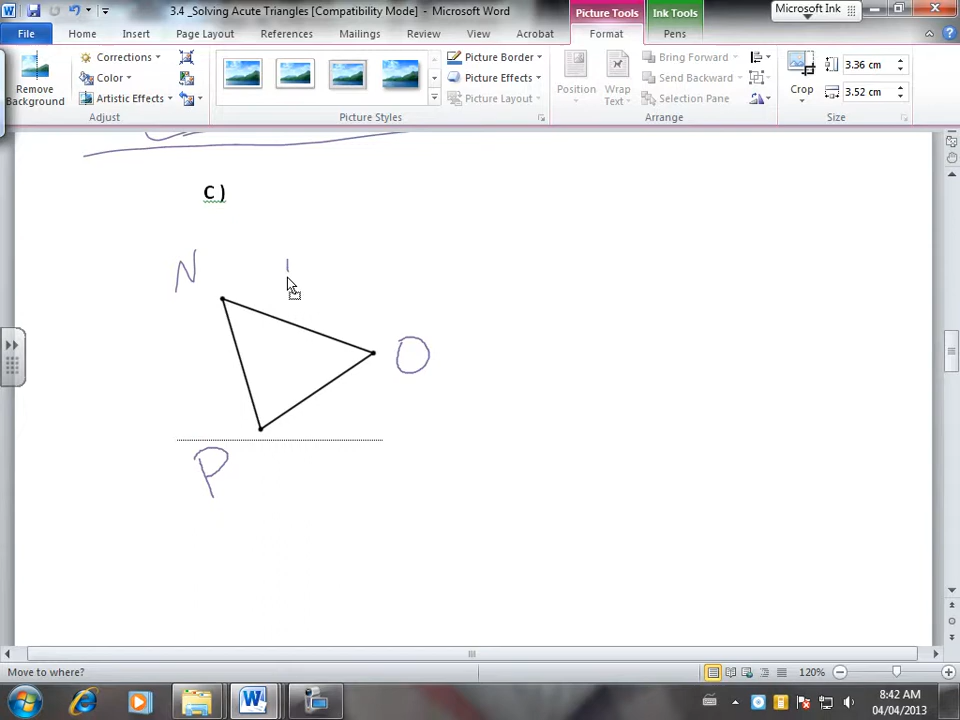 3.4 _Solving Acute Triangles [Compatibility Mode] - Microsoft Word
Picture Tools
Ink Tools
Microsoft Ink
File
Home
Insert
Page Layout
References
Mailings
Review
View
Acrobat
Format
Pens
Remove Background
Corrections
Color
Artistic Effects
Adjust
Picture Styles
Picture Border
Picture Effects
Picture Layout
Position
Wrap Text
Bring Forward
Send Backward
Selection Pane
Arrange
Crop
3.36 cm
3.52 cm
Size
C )
N
O
P
Move to where?
120%
8:42 AM
04/04/2013